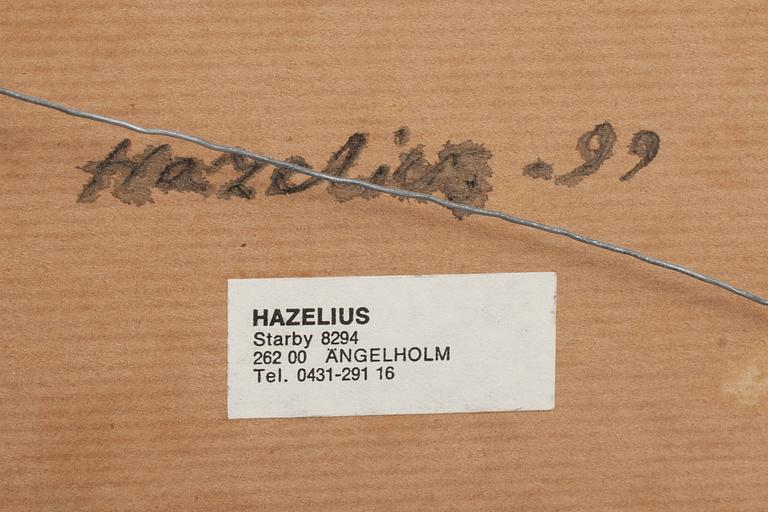 Hazelius -99
HAZELIUS
Starby 8294
262 00 ÄNGELHOLM
Tel. 0431-291 16